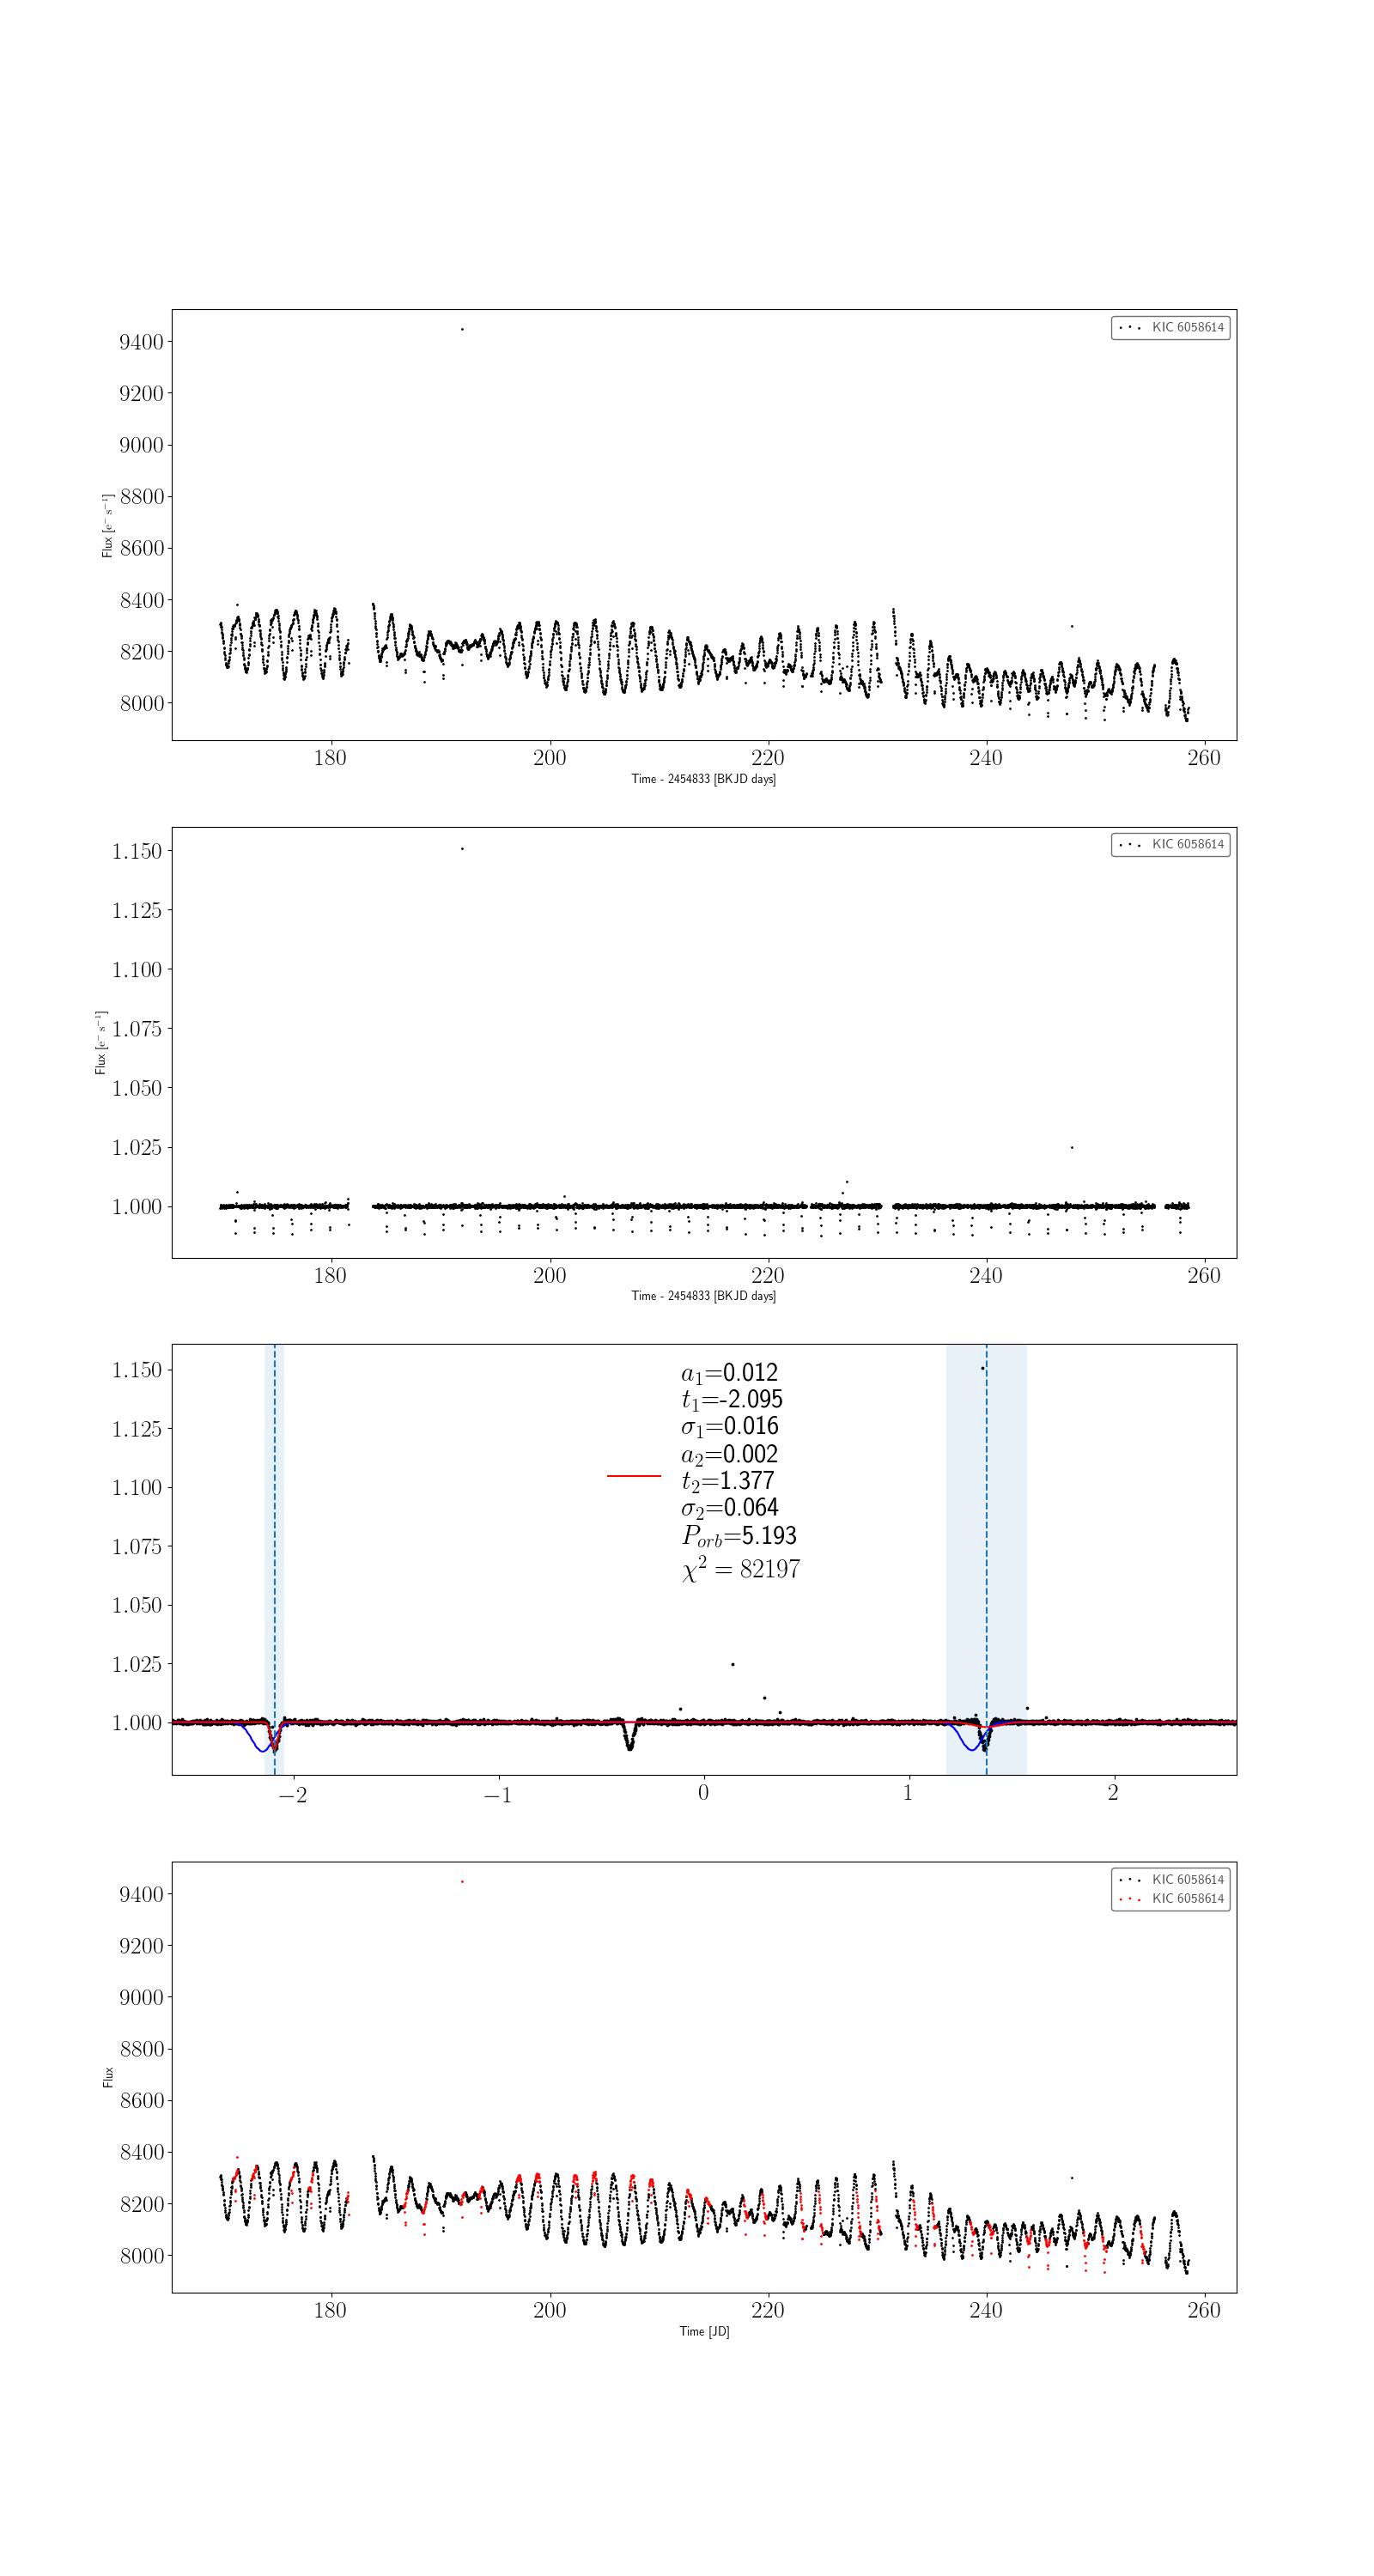 KIC 6058614
9400
9200
9000
8800
8600
8400
8200
8000
Flux [e⁻ s⁻¹]
180 200 220 240 260
Time - 2454833 [BKJD days]
KIC 6058614
1.150
1.125
1.100
1.075
1.050
1.025
1.000
Flux [e⁻ s⁻¹]
180 200 220 240 260
Time - 2454833 [BKJD days]
1.150
1.125
1.100
1.075
1.050
1.025
1.000
a₁=0.012
t₁=-2.095
σ₁=0.016
a₂=0.002
t₂=1.377
σ₂=0.064
P_orb=5.193
χ² = 82197
−2 −1 0 1 2
KIC 6058614
KIC 6058614
9400
9200
9000
8800
8600
8400
8200
8000
Flux
180 200 220 240 260
Time [JD]